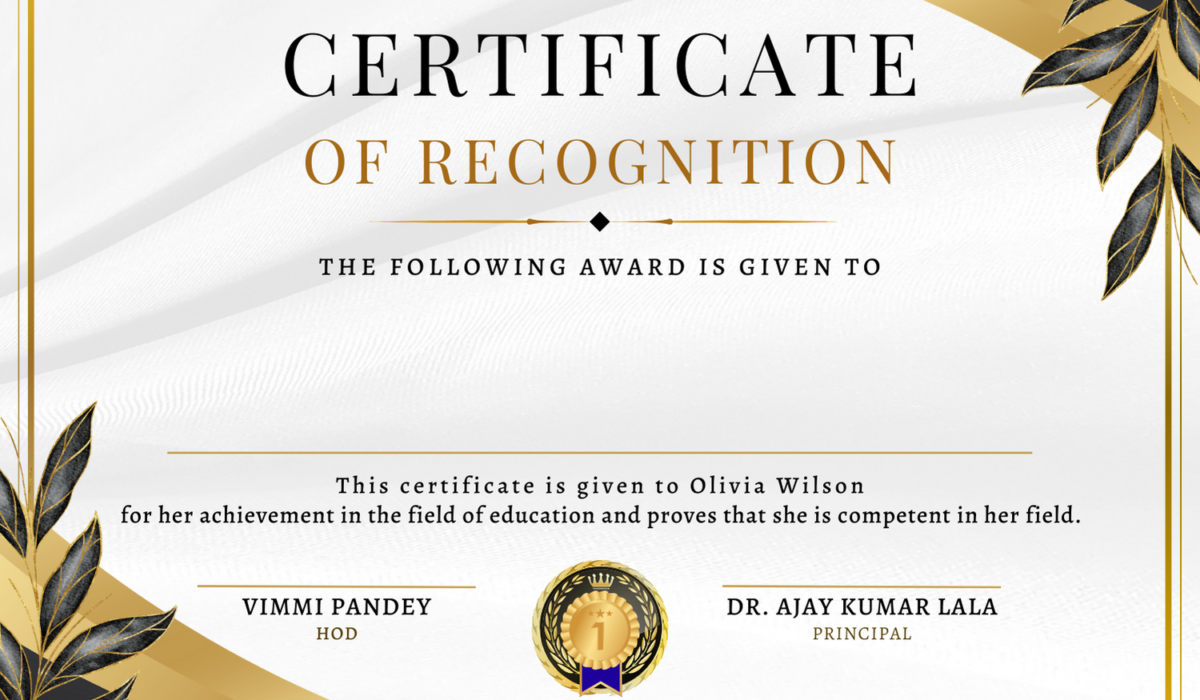 CERTIFICATE
OF RECOGNITION
THE FOLLOWING AWARD IS GIVEN TO
This certificate is given to Olivia Wilson
for her achievement in the field of education and proves that she is competent in her field.
VIMMI PANDEY
HOD
1
DR. AJAY KUMAR LALA
PRINCIPAL